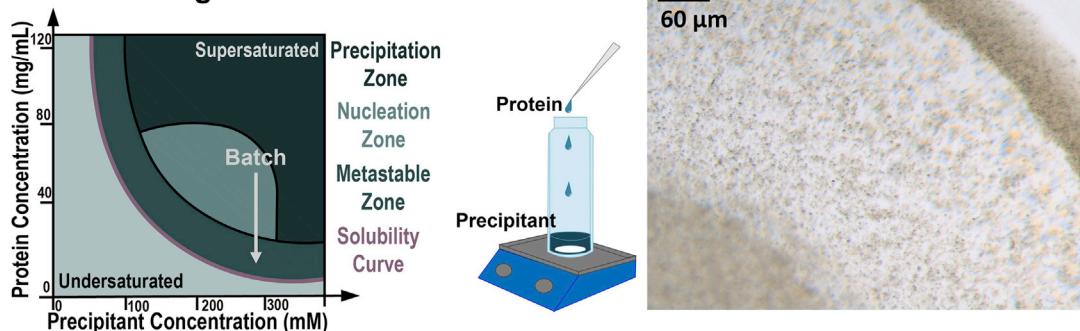 Protein Concentration (mg/mL)
120
80
40
0
Supersaturated
Batch
Undersaturated
0 100 200 300
Precipitant Concentration (mM)
Precipitation
Zone
Nucleation
Zone
Metastable
Zone
Solubility
Curve
Protein
Precipitant
60 µm